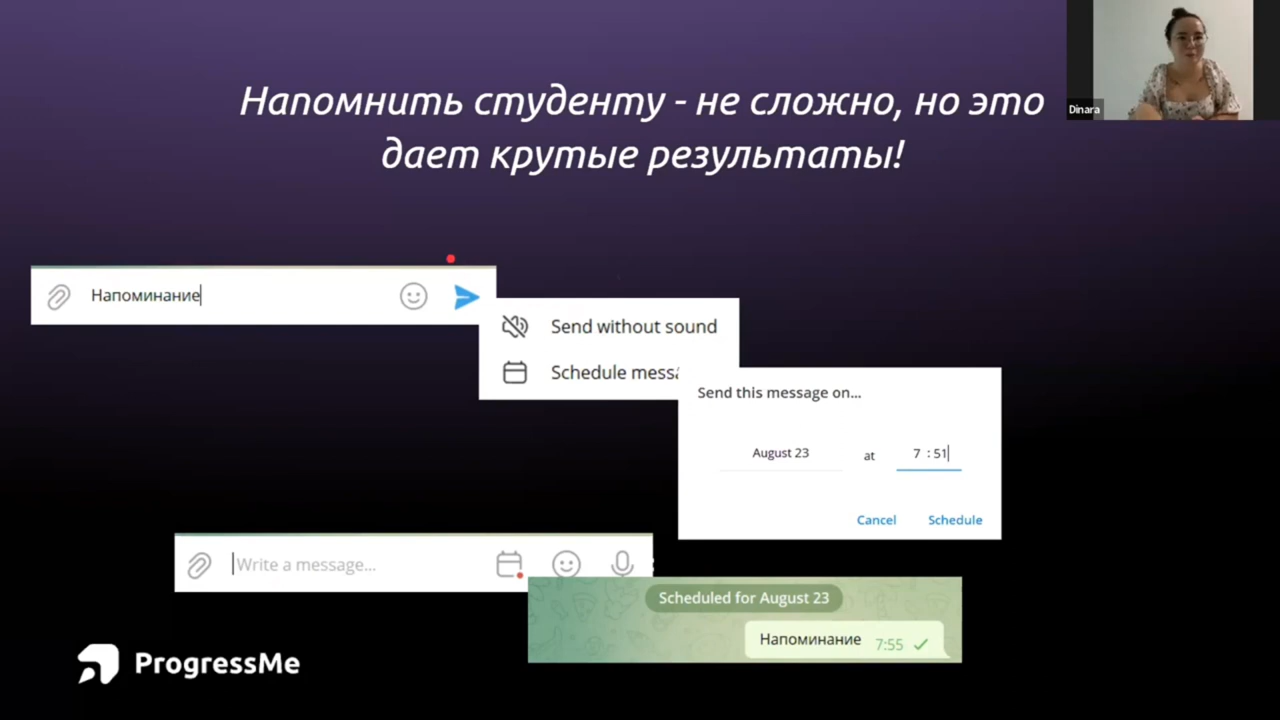 Напомнить студенту - не сложно, но это
дает крутые результаты!
Dinara
Напоминание
Send without sound
Schedule messa
Send this message on...
August 23 at 7 : 51
Cancel Schedule
Write a message...
Scheduled for August 23
Напоминание 7:55
ProgressMe